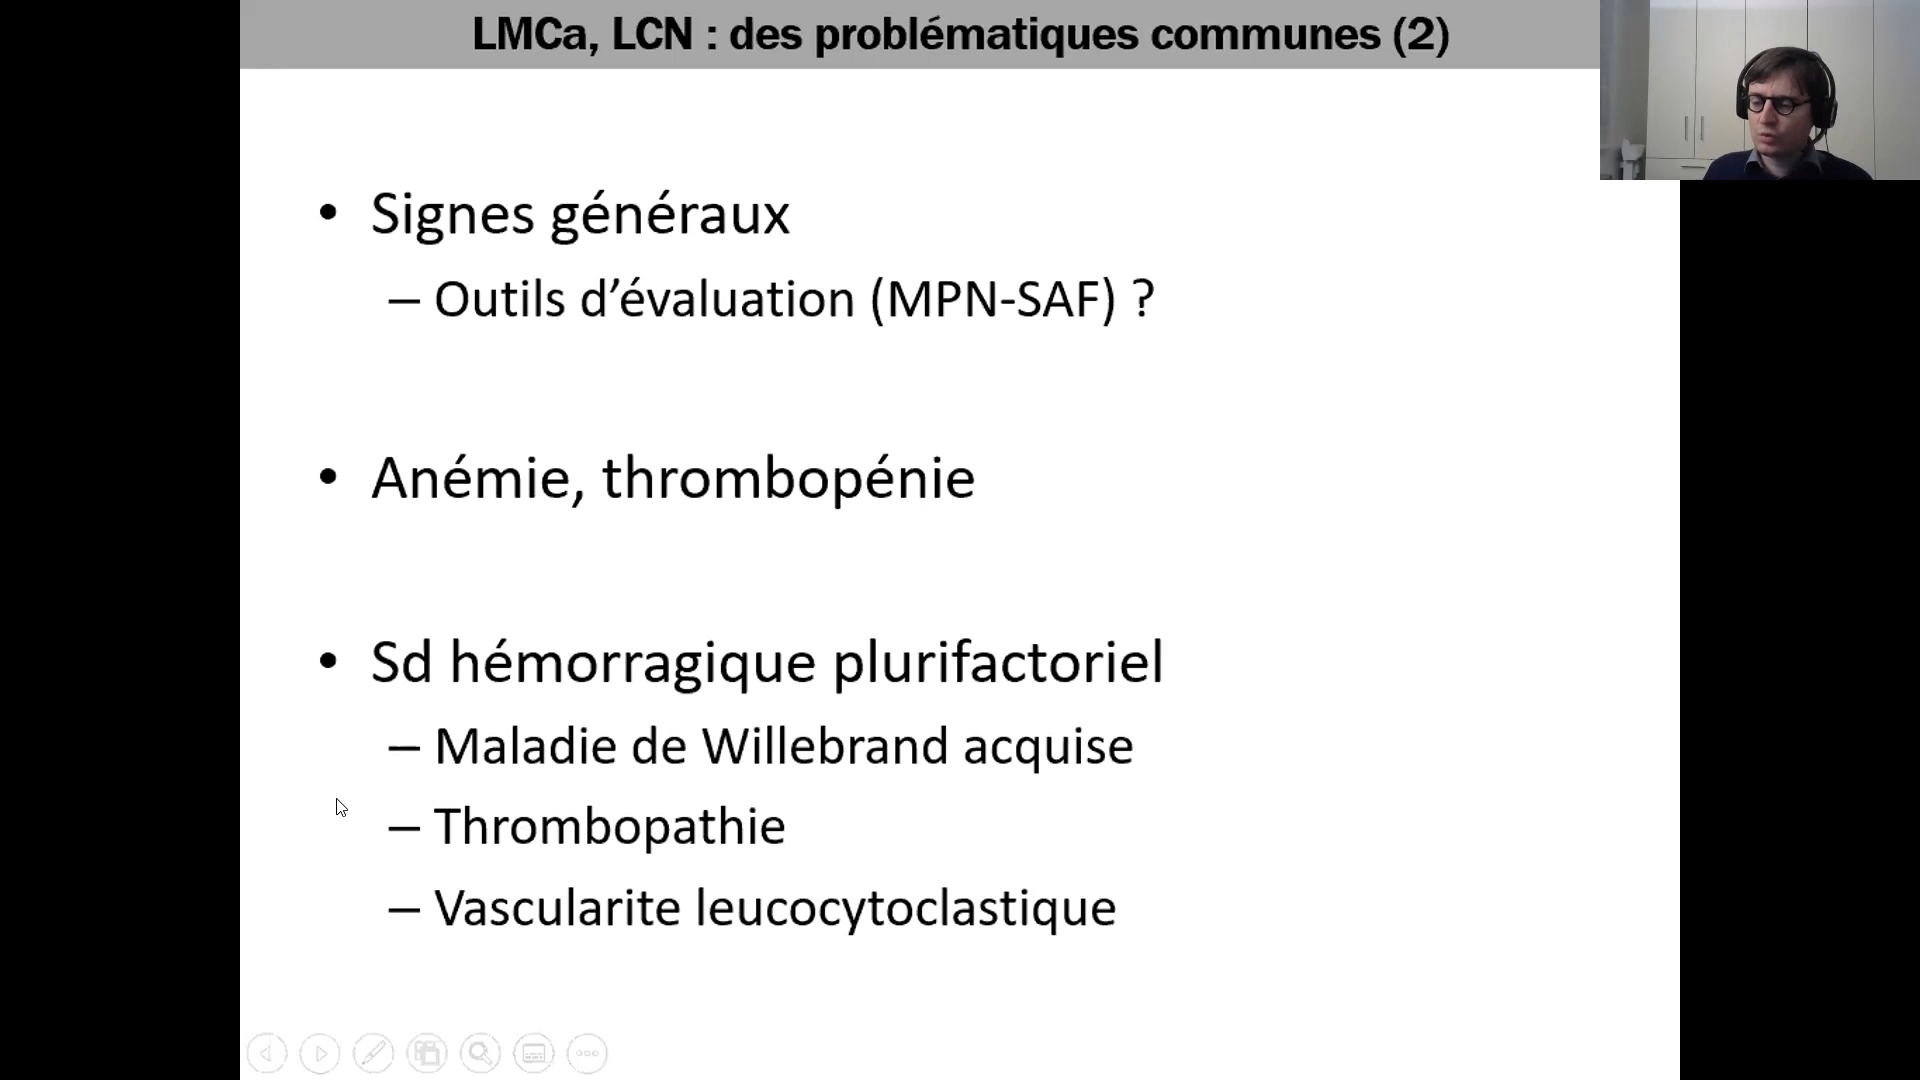 LMCa, LCN : des problématiques communes (2)
• Signes généraux
– Outils d’évaluation (MPN-SAF) ?
• Anémie, thrombopénie
• Sd hémorragique plurifactoriel
– Maladie de Willebrand acquise
– Thrombopathie
– Vascularite leucocytoclastique